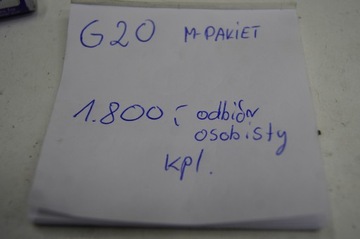 G20 M-PAKIET
1.800,- odbiór
osobisty
kpl.